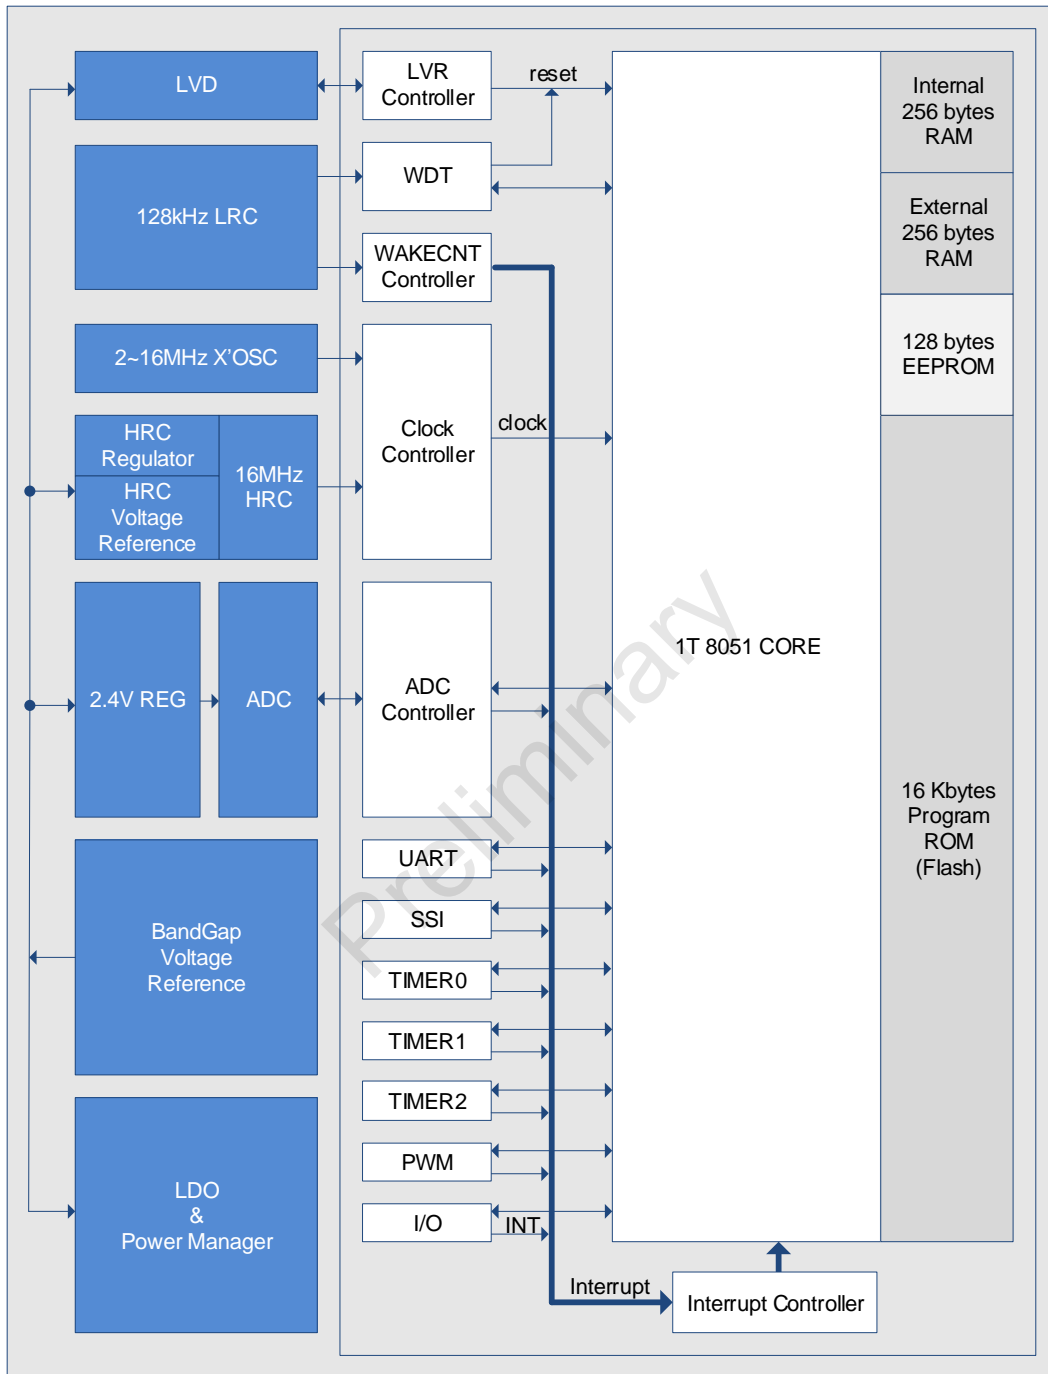 LVD
LVR
Controller
reset
Internal
256 bytes
RAM
128kHz LRC
WDT
WAKECNT
Controller
External
256 bytes
RAM
2~16MHz X'OSC
128 bytes
EEPROM
HRC
Regulator
HRC
Voltage
Reference
16MHz
HRC
Clock
Controller
clock
2.4V REG
ADC
ADC
Controller
1T 8051 CORE
16 Kbytes
Program
ROM
(Flash)
BandGap
Voltage
Reference
UART
SSI
TIMER0
TIMER1
TIMER2
PWM
I/O
INT
LDO
&
Power Manager
Interrupt
Interrupt Controller
Preliminary